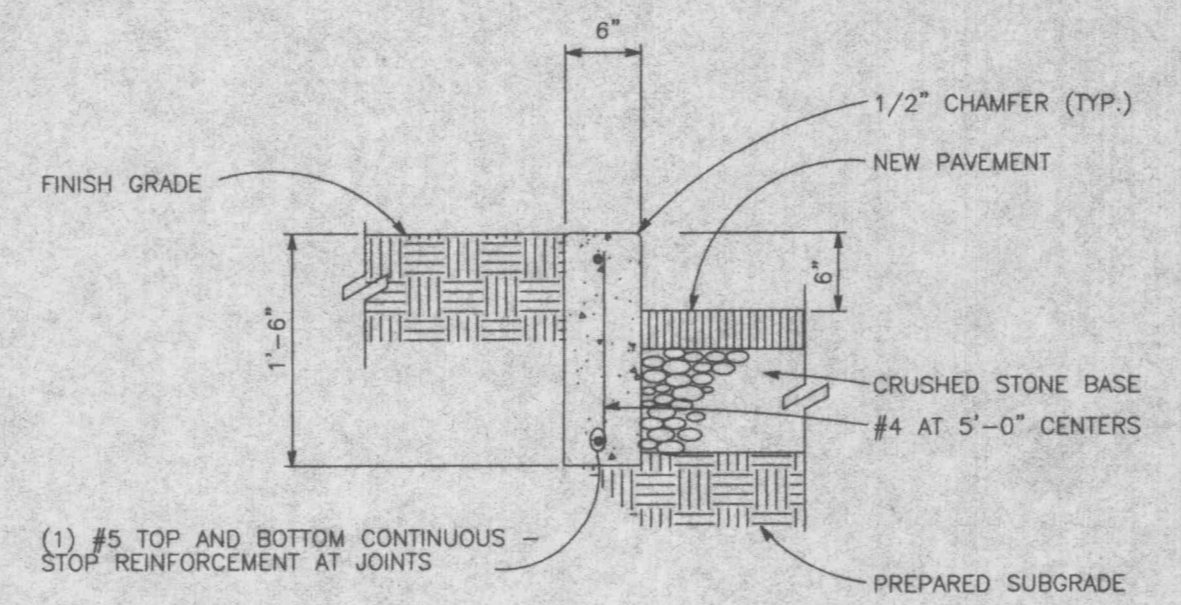 6"
1/2" CHAMFER (TYP.)
NEW PAVEMENT
FINISH GRADE
6"
1'-6"
CRUSHED STONE BASE
#4 AT 5'-0" CENTERS
(1) #5 TOP AND BOTTOM CONTINUOUS -
STOP REINFORCEMENT AT JOINTS
PREPARED SUBGRADE